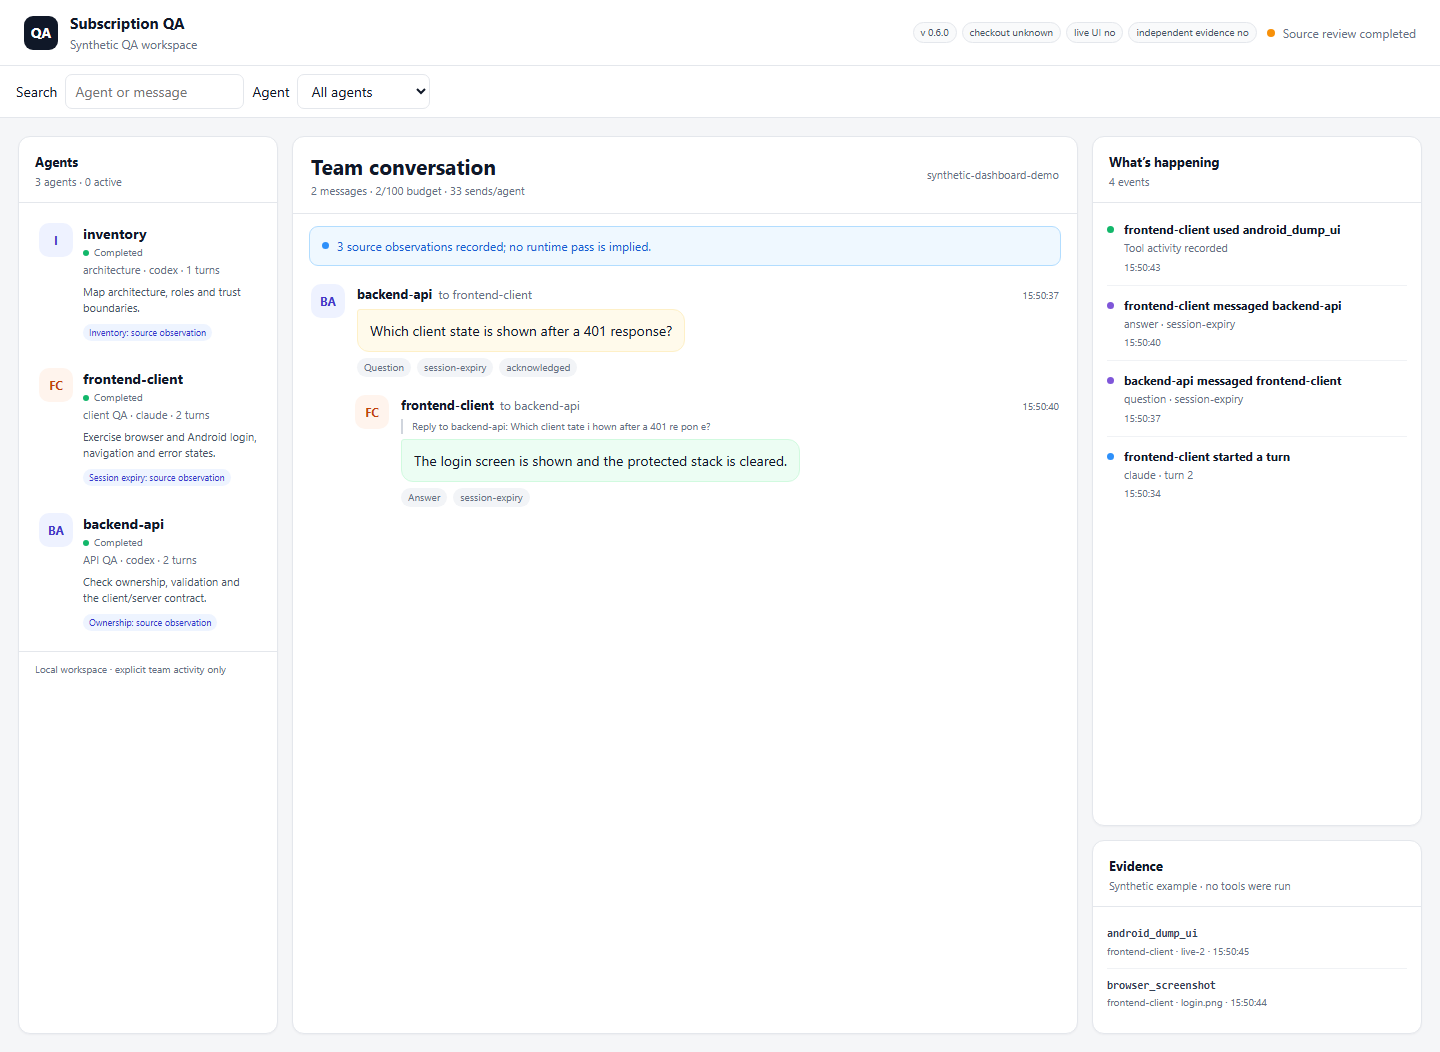 QA
Subscription QA
Synthetic QA workspace
v 0.6.0
checkout unknown
live UI no
independent evidence no
Source review completed
Search
Agent or message
Agent
All agents
Agents
3 agents · 0 active
I
inventory
Completed
architecture · codex · 1 turns
Map architecture, roles and trust
boundaries.
Inventory: source observation
FC
frontend-client
Completed
client QA · claude · 2 turns
Exercise browser and Android login,
navigation and error states.
Session expiry: source observation
BA
backend-api
Completed
API QA · codex · 2 turns
Check ownership, validation and
the client/server contract.
Ownership: source observation
Local workspace · explicit team activity only
Team conversation
2 messages · 2/100 budget · 33 sends/agent
synthetic-dashboard-demo
3 source observations recorded; no runtime pass is implied.
BA
backend-api to frontend-client
15:50:37
Which client state is shown after a 401 response?
Question
session-expiry
acknowledged
FC
frontend-client to backend-api
15:50:40
Reply to backend-api: Which client tate i hown after a 401 re pon e?
The login screen is shown and the protected stack is cleared.
Answer
session-expiry
What's happening
4 events
frontend-client used android_dump_ui
Tool activity recorded
15:50:43
frontend-client messaged backend-api
answer · session-expiry
15:50:40
backend-api messaged frontend-client
question · session-expiry
15:50:37
frontend-client started a turn
claude · turn 2
15:50:34
Evidence
Synthetic example · no tools were run
android_dump_ui
frontend-client · live-2 · 15:50:45
browser_screenshot
frontend-client · login.png · 15:50:44